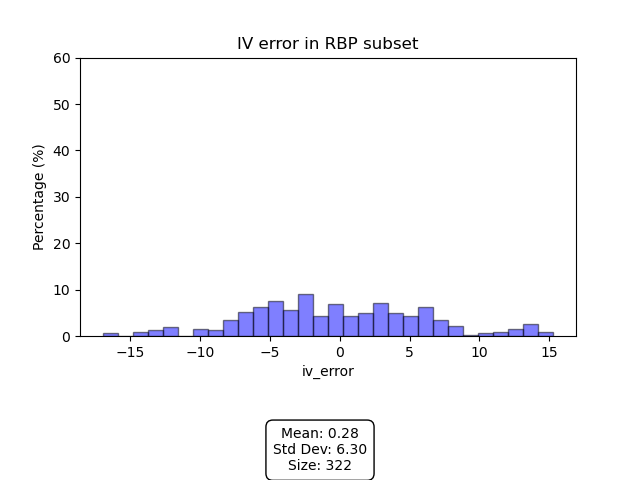 IV error in RBP subset
60
50
40
30
20
10
0
Percentage (%)
−15 −10 −5 0 5 10 15
iv_error
Mean: 0.28
Std Dev: 6.30
Size: 322